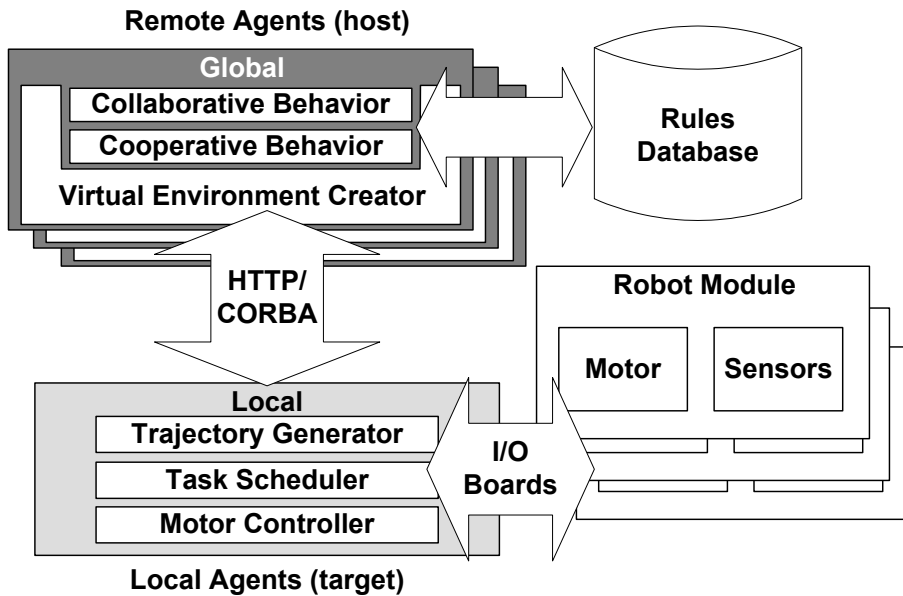 Remote Agents (host)
Global
Collaborative Behavior
Cooperative Behavior
Virtual Environment Creator
Rules
Database
HTTP/
CORBA
Robot Module
Motor
Sensors
Local
Trajectory Generator
Task Scheduler
Motor Controller
I/O
Boards
Local Agents (target)